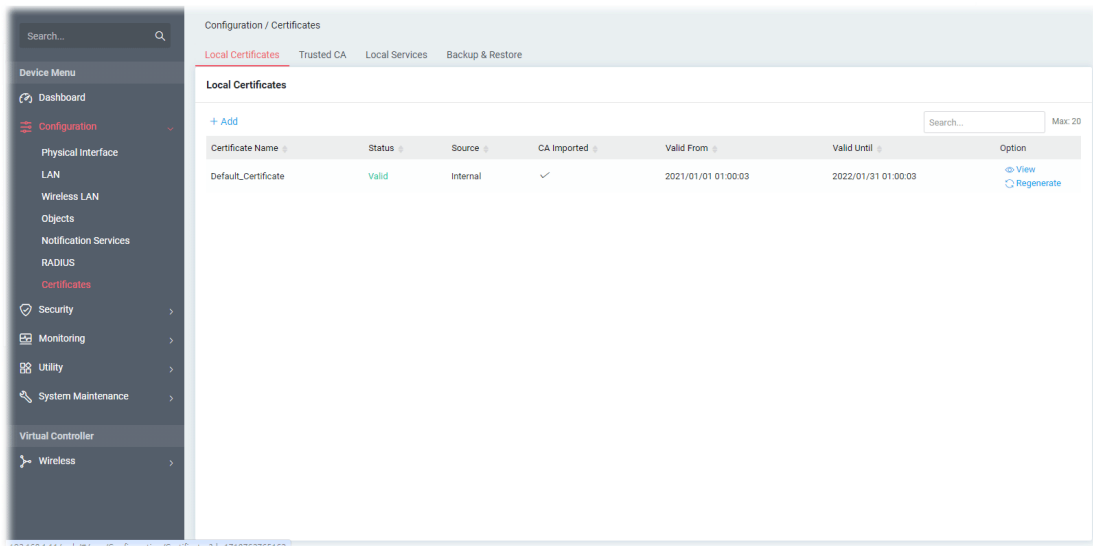 Search...
Device Menu
Dashboard
Configuration
Physical Interface
LAN
Wireless LAN
Objects
Notification Services
RADIUS
Certificates
Security
Monitoring
Utility
System Maintenance
Virtual Controller
Wireless
Configuration / Certificates
Local Certificates Trusted CA Local Services Backup & Restore
Local Certificates
+ Add Search... Max: 20
Certificate Name Status Source CA Imported Valid From Valid Until Option
Default_Certificate Valid Internal ✓ 2021/01/01 01:00:03 2022/01/31 01:00:03 View
Regenerate